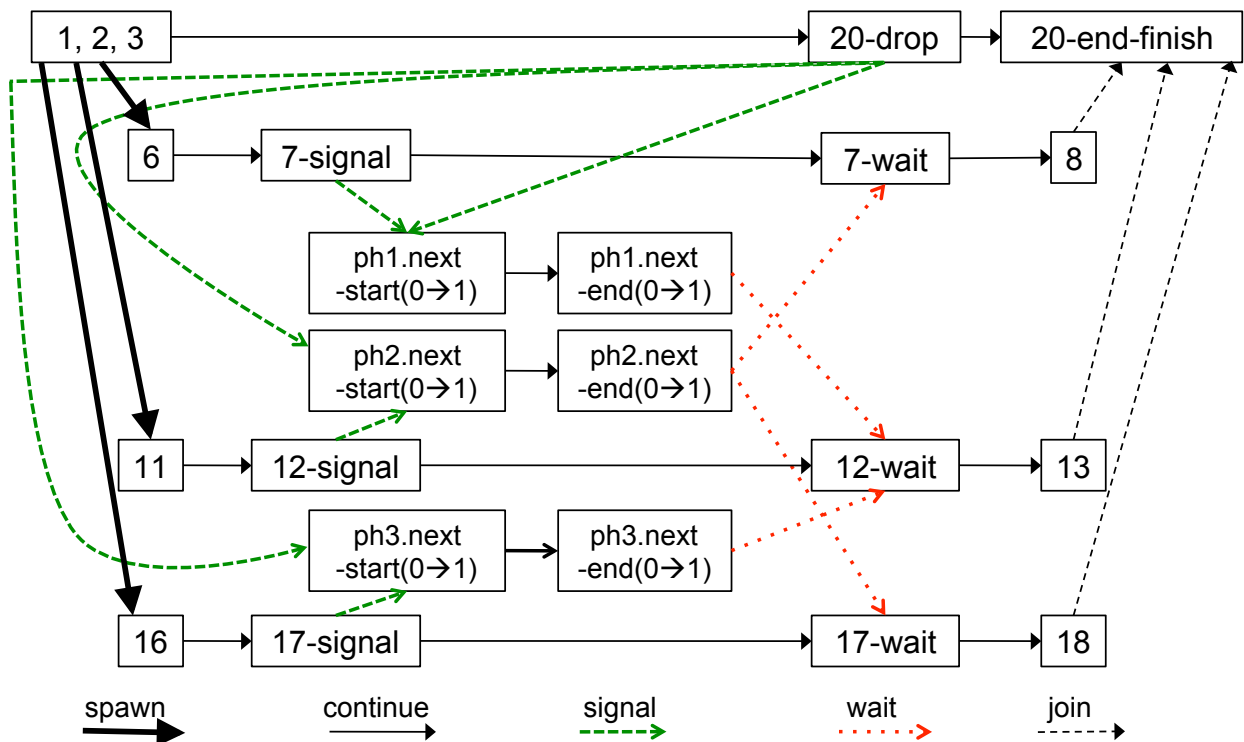 1, 2, 3
20-drop
20-end-finish
6
7-signal
7-wait
8
ph1.next
-start(0→1)
ph1.next
-end(0→1)
ph2.next
-start(0→1)
ph2.next
-end(0→1)
11
12-signal
12-wait
13
ph3.next
-start(0→1)
ph3.next
-end(0→1)
16
17-signal
17-wait
18
spawn
continue
signal
wait
join